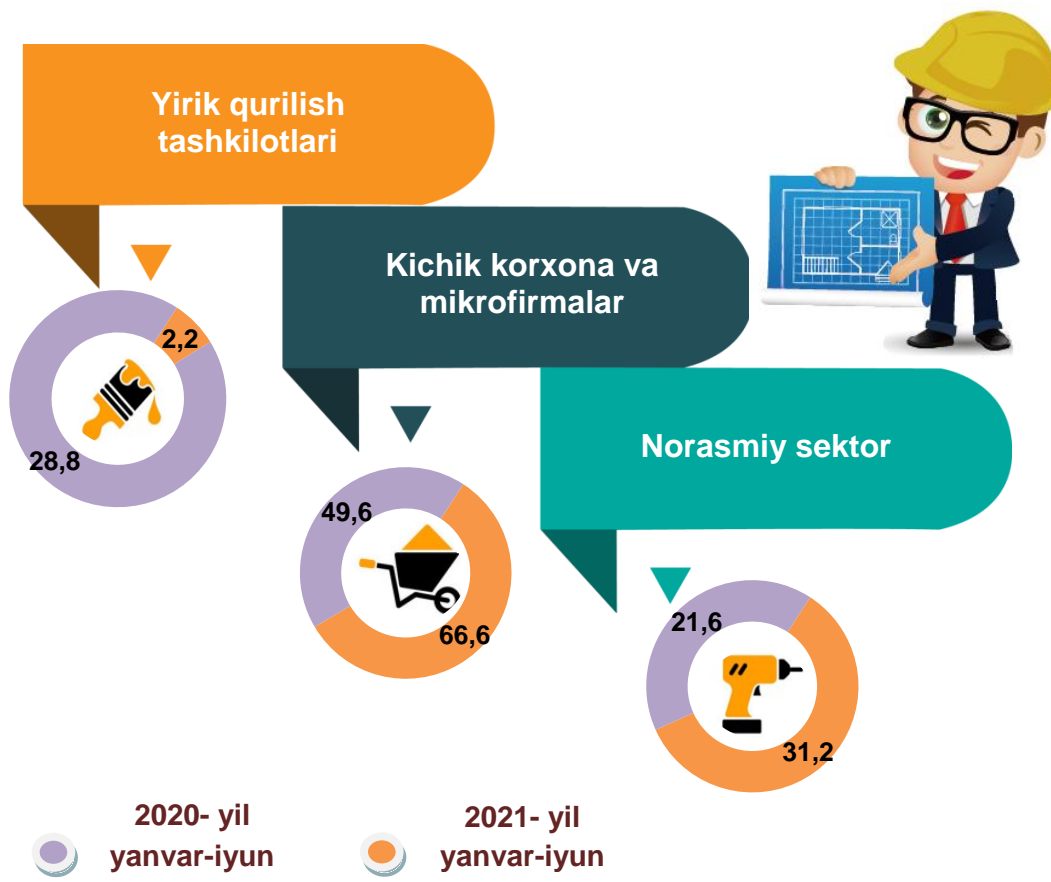 Yirik qurilish
tashkilotlari
Kichik korxona va
mikrofirmalar
Norasmiy sektor
2,2
28,8
49,6
66,6
21,6
31,2
2020- yil
yanvar-iyun
2021- yil
yanvar-iyun